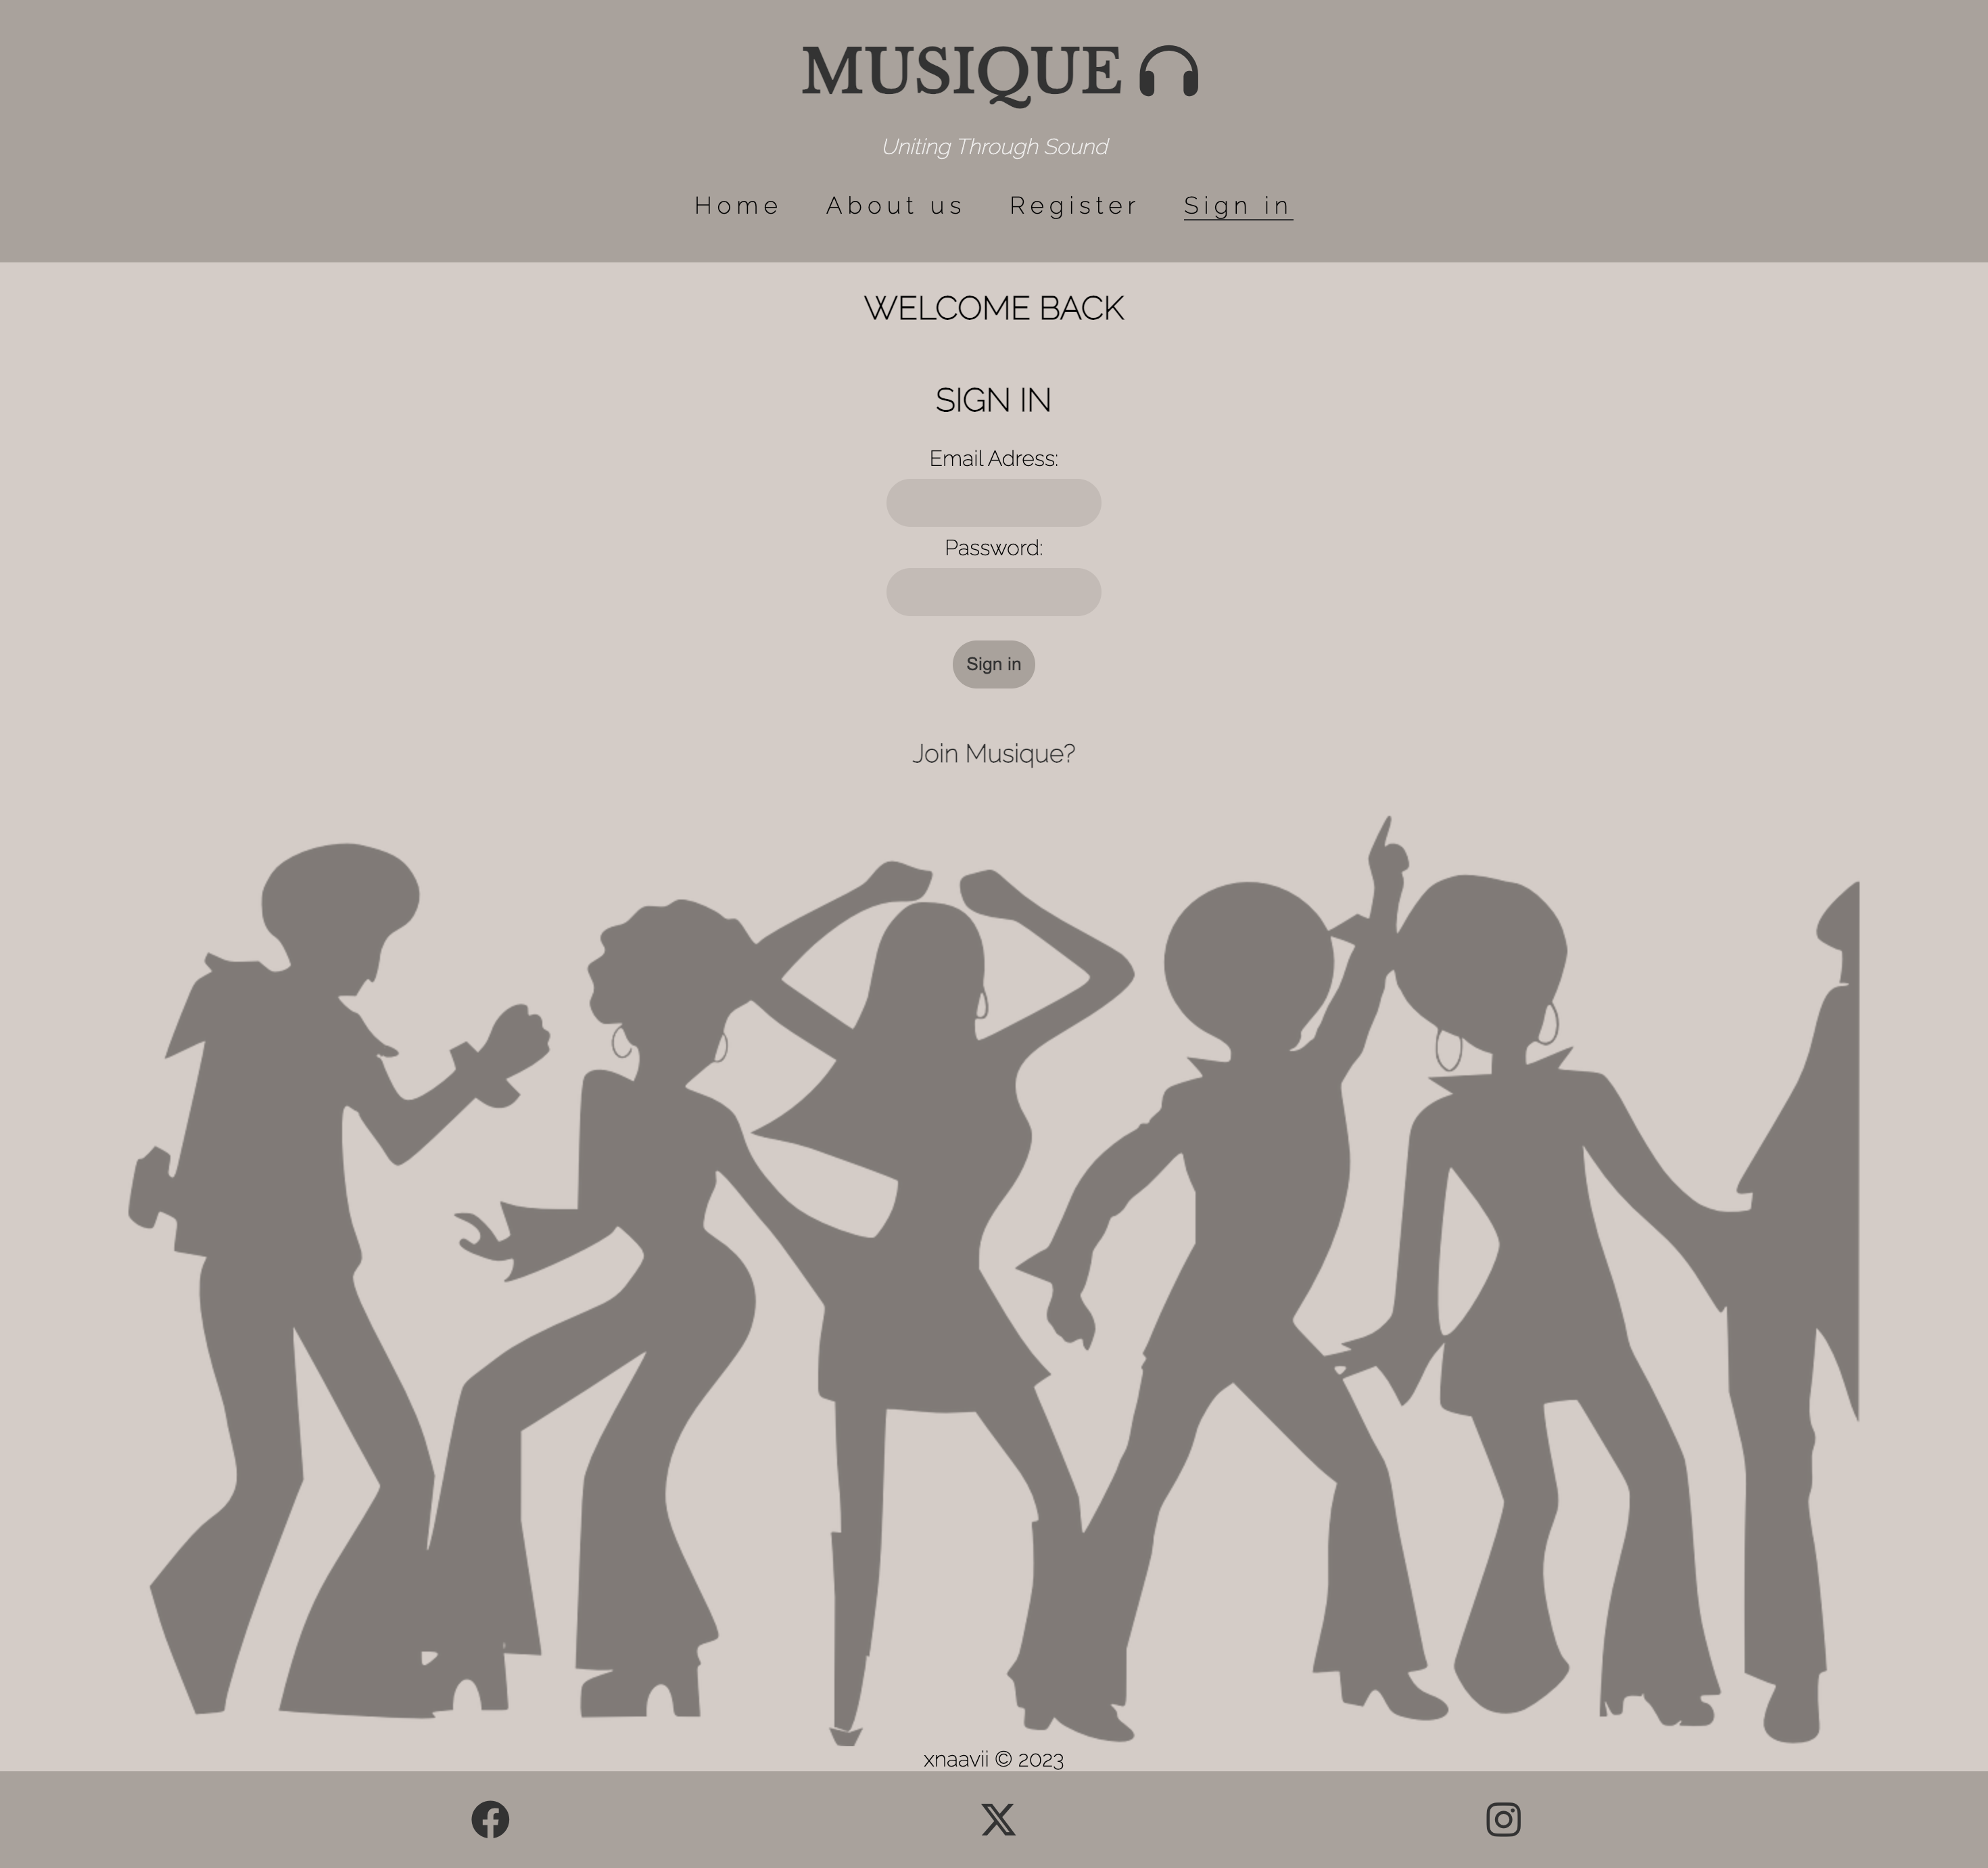 MUSIQUE
Uniting Through Sound
Home About us Register Sign in
WELCOME BACK
SIGN IN
Email Adress:
Password:
Sign in
Join Musique?
xnaavii © 2023